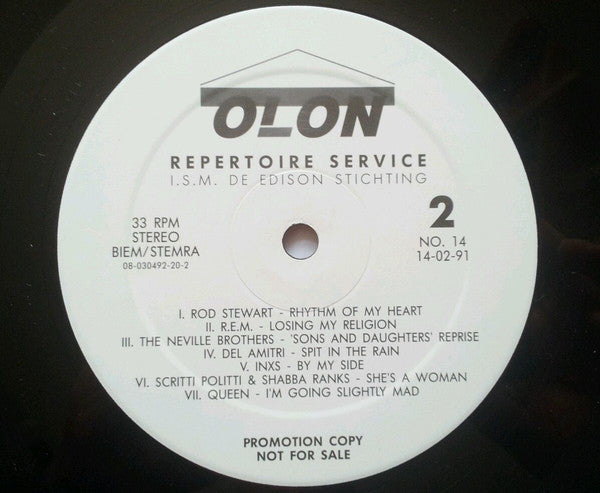 OLON
REPERTOIRE SERVICE
I.S.M. DE EDISON STICHTING
33 RPM
STEREO
BIEM/STEMRA
08-030492-20-2
2
NO. 14
14-02-91
I. ROD STEWART - RHYTHM OF MY HEART
II. R.E.M. - LOSING MY RELIGION
III. THE NEVILLE BROTHERS - 'SONS AND DAUGHTERS' REPRISE
IV. DEL AMITRI - SPIT IN THE RAIN
V. INXS - BY MY SIDE
VI. SCRITTI POLITTI & SHABBA RANKS - SHE'S A WOMAN
VII. QUEEN - I'M GOING SLIGHTLY MAD
PROMOTION COPY
NOT FOR SALE